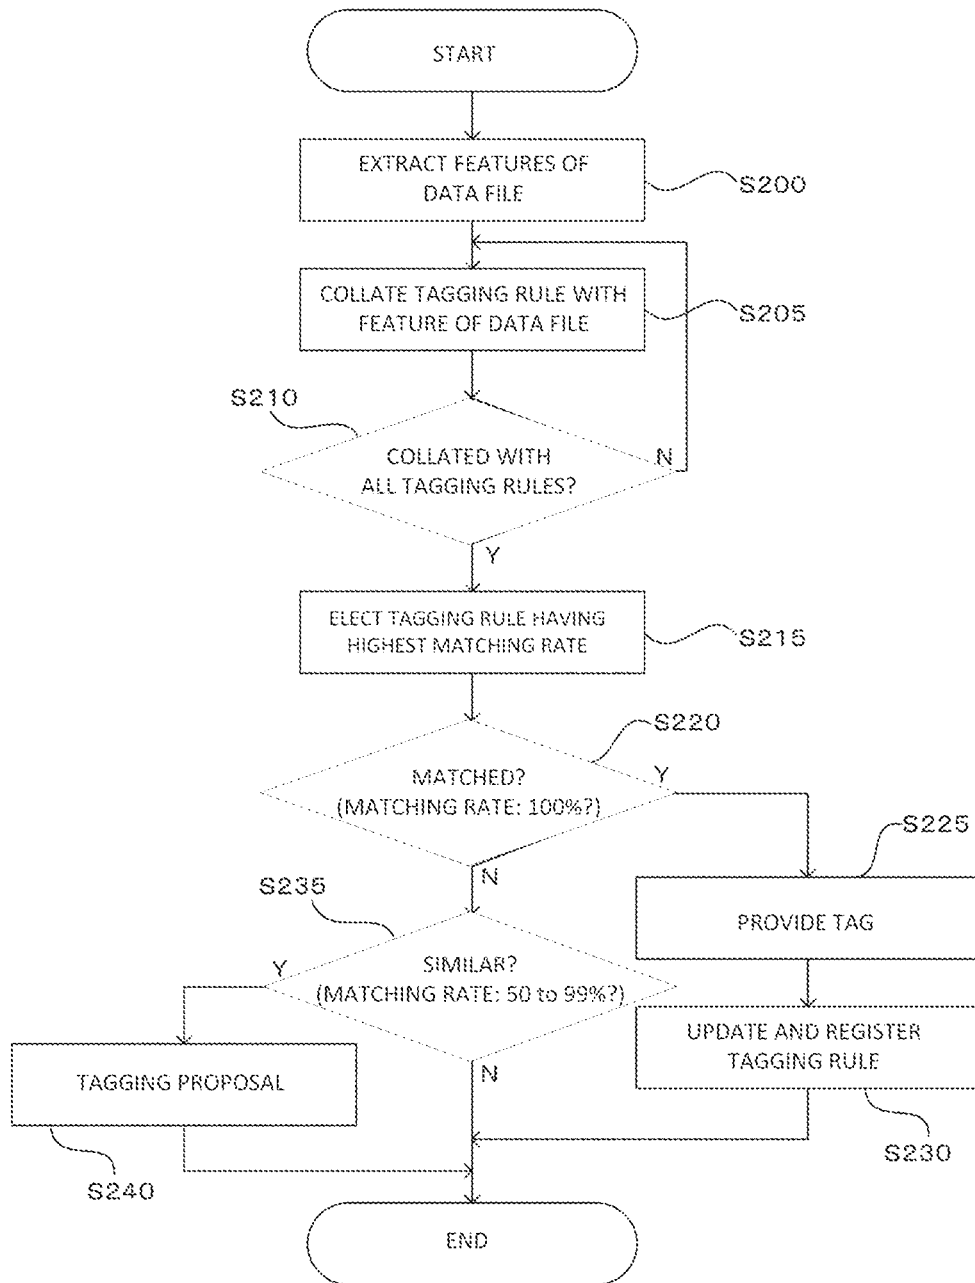 START
EXTRACT FEATURES OF
DATA FILE
S200
COLLATE TAGGING RULE WITH
FEATURE OF DATA FILE
S205
S210
COLLATED WITH
ALL TAGGING RULES?
N
Y
ELECT TAGGING RULE HAVING
HIGHEST MATCHING RATE
S215
S220
MATCHED?
(MATCHING RATE: 100%?)
Y
N
S225
PROVIDE TAG
S235
SIMILAR?
(MATCHING RATE: 50 to 99%?)
Y
N
UPDATE AND REGISTER
TAGGING RULE
S230
TAGGING PROPOSAL
S240
END